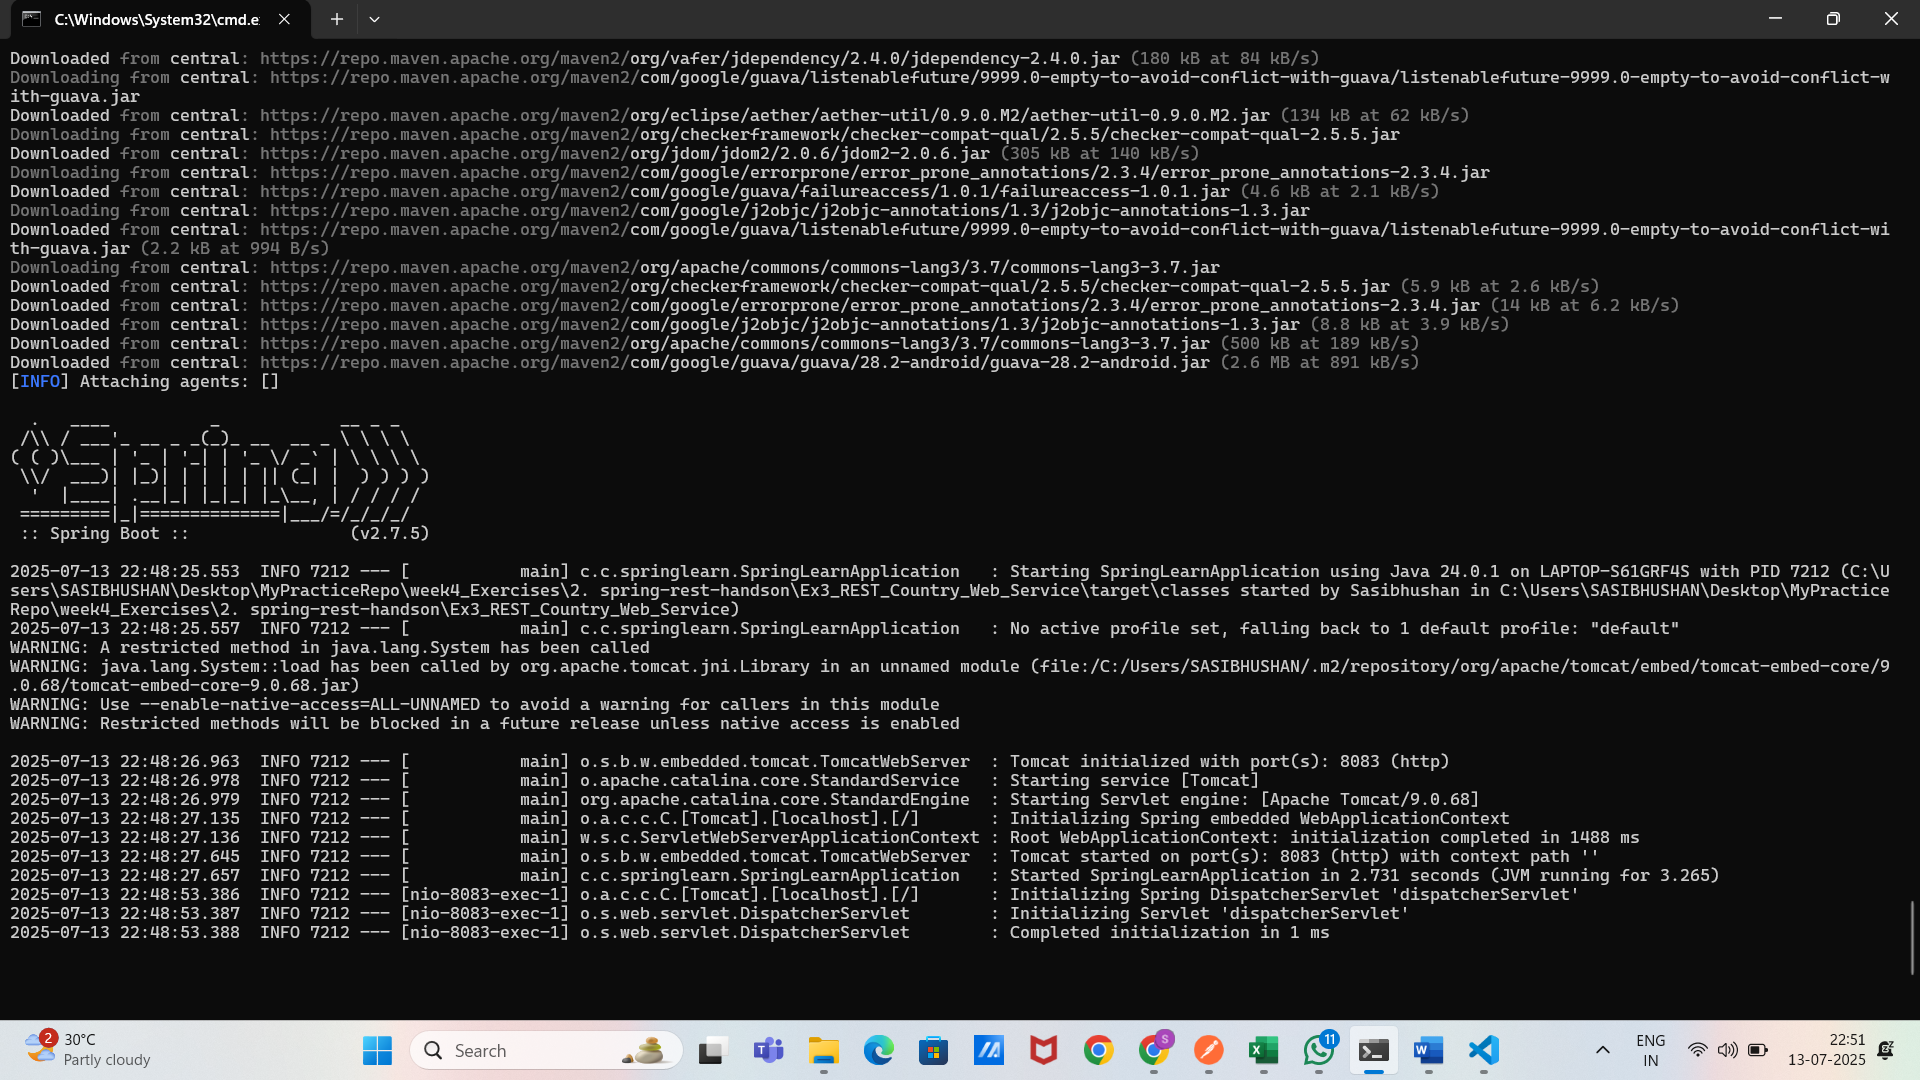 C:\Windows\System32\cmd.e
Downloaded from central: https://repo.maven.apache.org/maven2/org/vafer/jdependency/2.4.0/jdependency-2.4.0.jar (180 kB at 84 kB/s)
Downloading from central: https://repo.maven.apache.org/maven2/com/google/guava/listenablefuture/9999.0-empty-to-avoid-conflict-with-guava/listenablefuture-9999.0-empty-to-avoid-conflict-w
ith-guava.jar
Downloaded from central: https://repo.maven.apache.org/maven2/org/eclipse/aether/aether-util/0.9.0.M2/aether-util-0.9.0.M2.jar (134 kB at 62 kB/s)
Downloading from central: https://repo.maven.apache.org/maven2/org/checkerframework/checker-compat-qual/2.5.5/checker-compat-qual-2.5.5.jar
Downloaded from central: https://repo.maven.apache.org/maven2/org/jdom/jdom2/2.0.6/jdom2-2.0.6.jar (305 kB at 140 kB/s)
Downloading from central: https://repo.maven.apache.org/maven2/com/google/errorprone/error_prone_annotations/2.3.4/error_prone_annotations-2.3.4.jar
Downloaded from central: https://repo.maven.apache.org/maven2/com/google/guava/failureaccess/1.0.1/failureaccess-1.0.1.jar (4.6 kB at 2.1 kB/s)
Downloading from central: https://repo.maven.apache.org/maven2/com/google/j2objc/j2objc-annotations/1.3/j2objc-annotations-1.3.jar
Downloaded from central: https://repo.maven.apache.org/maven2/com/google/guava/listenablefuture/9999.0-empty-to-avoid-conflict-with-guava/listenablefuture-9999.0-empty-to-avoid-conflict-wi
th-guava.jar (2.2 kB at 994 B/s)
Downloading from central: https://repo.maven.apache.org/maven2/org/apache/commons/commons-lang3/3.7/commons-lang3-3.7.jar
Downloaded from central: https://repo.maven.apache.org/maven2/org/checkerframework/checker-compat-qual/2.5.5/checker-compat-qual-2.5.5.jar (5.9 kB at 2.6 kB/s)
Downloaded from central: https://repo.maven.apache.org/maven2/com/google/errorprone/error_prone_annotations/2.3.4/error_prone_annotations-2.3.4.jar (14 kB at 6.2 kB/s)
Downloaded from central: https://repo.maven.apache.org/maven2/com/google/j2objc/j2objc-annotations/1.3/j2objc-annotations-1.3.jar (8.8 kB at 3.9 kB/s)
Downloaded from central: https://repo.maven.apache.org/maven2/org/apache/commons/commons-lang3/3.7/commons-lang3-3.7.jar (500 kB at 189 kB/s)
Downloaded from central: https://repo.maven.apache.org/maven2/com/google/guava/guava/28.2-android/guava-28.2-android.jar (2.6 MB at 891 kB/s)
[INFO] Attaching agents: []
  .   ____          _            __ _ _
 /\\ / ___'_ __ _ _(_)_ __  __ _ \ \ \ \
( ( )\___ | '_ | '_| | '_ \/ _` | \ \ \ \
 \\/  ___)| |_)| | | | | || (_| |  ) ) ) )
  '  |____| .__|_| |_|_| |_\__, | / / / /
 =========|_|==============|___/=/_/_/_/
 :: Spring Boot ::                (v2.7.5)
2025-07-13 22:48:25.553  INFO 7212 --- [           main] c.c.springlearn.SpringLearnApplication   : Starting SpringLearnApplication using Java 24.0.1 on LAPTOP-S61GRF4S with PID 7212 (C:\U
sers\SASIBHUSHAN\Desktop\MyPracticeRepo\week4_Exercises\2. spring-rest-handson\Ex3_REST_Country_Web_Service\target\classes started by Sasibhushan in C:\Users\SASIBHUSHAN\Desktop\MyPractice
Repo\week4_Exercises\2. spring-rest-handson\Ex3_REST_Country_Web_Service)
2025-07-13 22:48:25.557  INFO 7212 --- [           main] c.c.springlearn.SpringLearnApplication   : No active profile set, falling back to 1 default profile: "default"
WARNING: A restricted method in java.lang.System has been called
WARNING: java.lang.System::load has been called by org.apache.tomcat.jni.Library in an unnamed module (file:/C:/Users/SASIBHUSHAN/.m2/repository/org/apache/tomcat/embed/tomcat-embed-core/9
.0.68/tomcat-embed-core-9.0.68.jar)
WARNING: Use --enable-native-access=ALL-UNNAMED to avoid a warning for callers in this module
WARNING: Restricted methods will be blocked in a future release unless native access is enabled
2025-07-13 22:48:26.963  INFO 7212 --- [           main] o.s.b.w.embedded.tomcat.TomcatWebServer  : Tomcat initialized with port(s): 8083 (http)
2025-07-13 22:48:26.978  INFO 7212 --- [           main] o.apache.catalina.core.StandardService   : Starting service [Tomcat]
2025-07-13 22:48:26.979  INFO 7212 --- [           main] org.apache.catalina.core.StandardEngine  : Starting Servlet engine: [Apache Tomcat/9.0.68]
2025-07-13 22:48:27.135  INFO 7212 --- [           main] o.a.c.c.C.[Tomcat].[localhost].[/]       : Initializing Spring embedded WebApplicationContext
2025-07-13 22:48:27.136  INFO 7212 --- [           main] w.s.c.ServletWebServerApplicationContext : Root WebApplicationContext: initialization completed in 1488 ms
2025-07-13 22:48:27.645  INFO 7212 --- [           main] o.s.b.w.embedded.tomcat.TomcatWebServer  : Tomcat started on port(s): 8083 (http) with context path ''
2025-07-13 22:48:27.657  INFO 7212 --- [           main] c.c.springlearn.SpringLearnApplication   : Started SpringLearnApplication in 2.731 seconds (JVM running for 3.265)
2025-07-13 22:48:53.386  INFO 7212 --- [nio-8083-exec-1] o.a.c.c.C.[Tomcat].[localhost].[/]       : Initializing Spring DispatcherServlet 'dispatcherServlet'
2025-07-13 22:48:53.387  INFO 7212 --- [nio-8083-exec-1] o.s.web.servlet.DispatcherServlet        : Initializing Servlet 'dispatcherServlet'
2025-07-13 22:48:53.388  INFO 7212 --- [nio-8083-exec-1] o.s.web.servlet.DispatcherServlet        : Completed initialization in 1 ms
2
30°C
Partly cloudy
Search
S
11
ENG
IN
22:51
13-07-2025